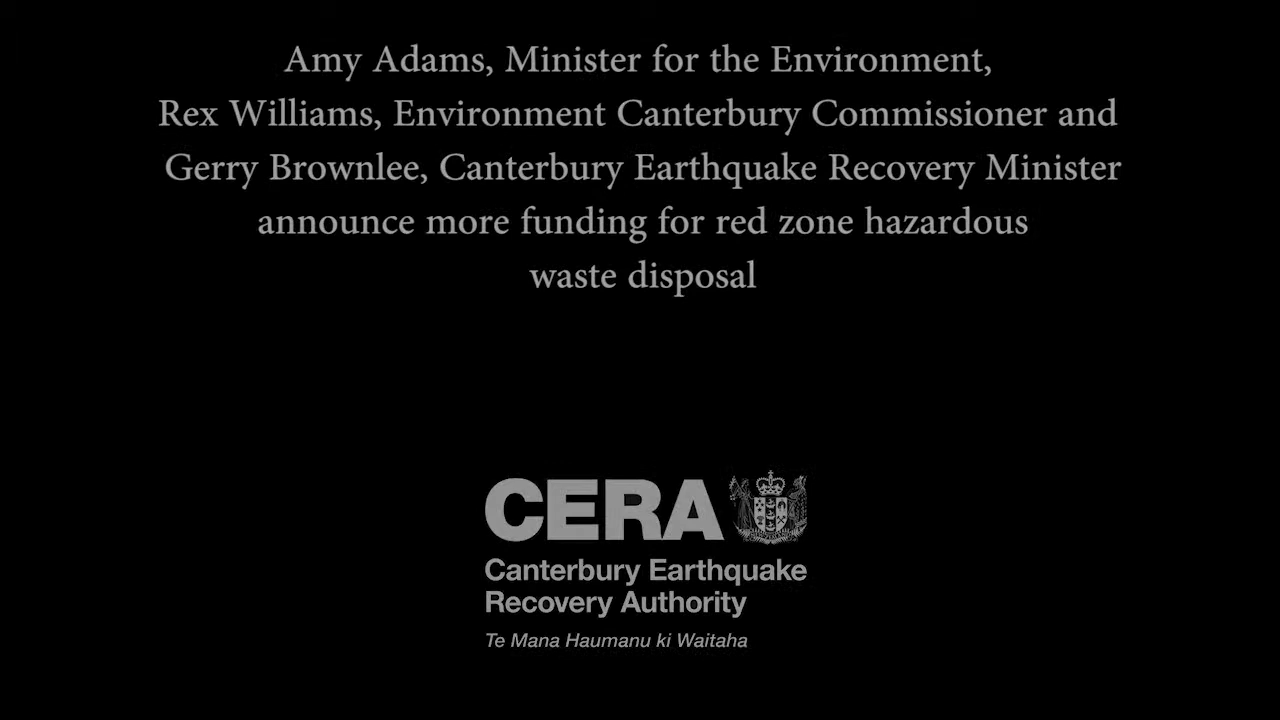 Amy Adams, Minister for the Environment,
Rex Williams, Environment Canterbury Commissioner and
Gerry Brownlee, Canterbury Earthquake Recovery Minister
announce more funding for red zone hazardous
waste disposal
CERA
Canterbury Earthquake
Recovery Authority
Te Mana Haumanu ki Waitaha